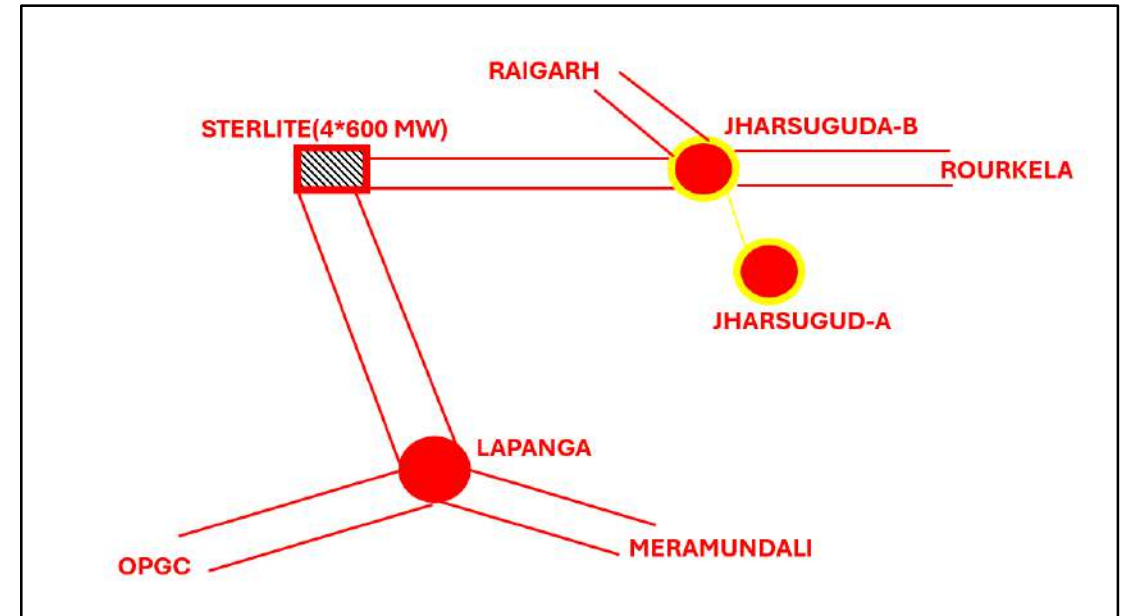 RAIGARH
STERLITE(4*600 MW)
JHARSUGUDA-B
ROURKELA
JHARSUGUD-A
LAPANGA
MERAMUNDALI
OPGC